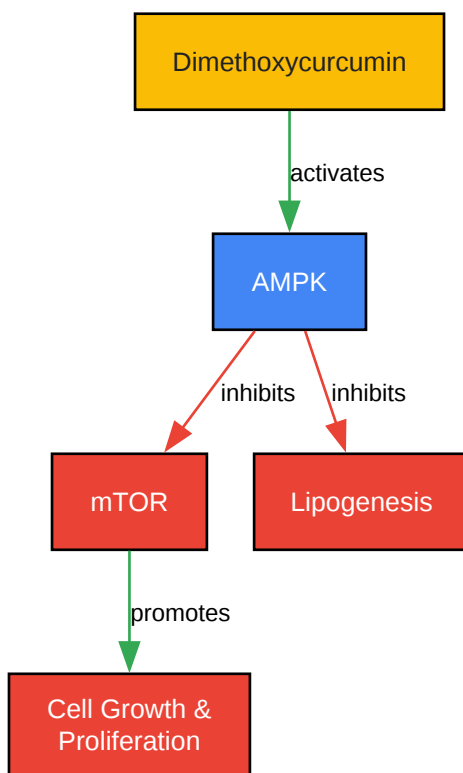 Dimethoxycurcumin
activates
AMPK
inhibits
inhibits
mTOR
Lipogenesis
promotes
Cell Growth &
Proliferation